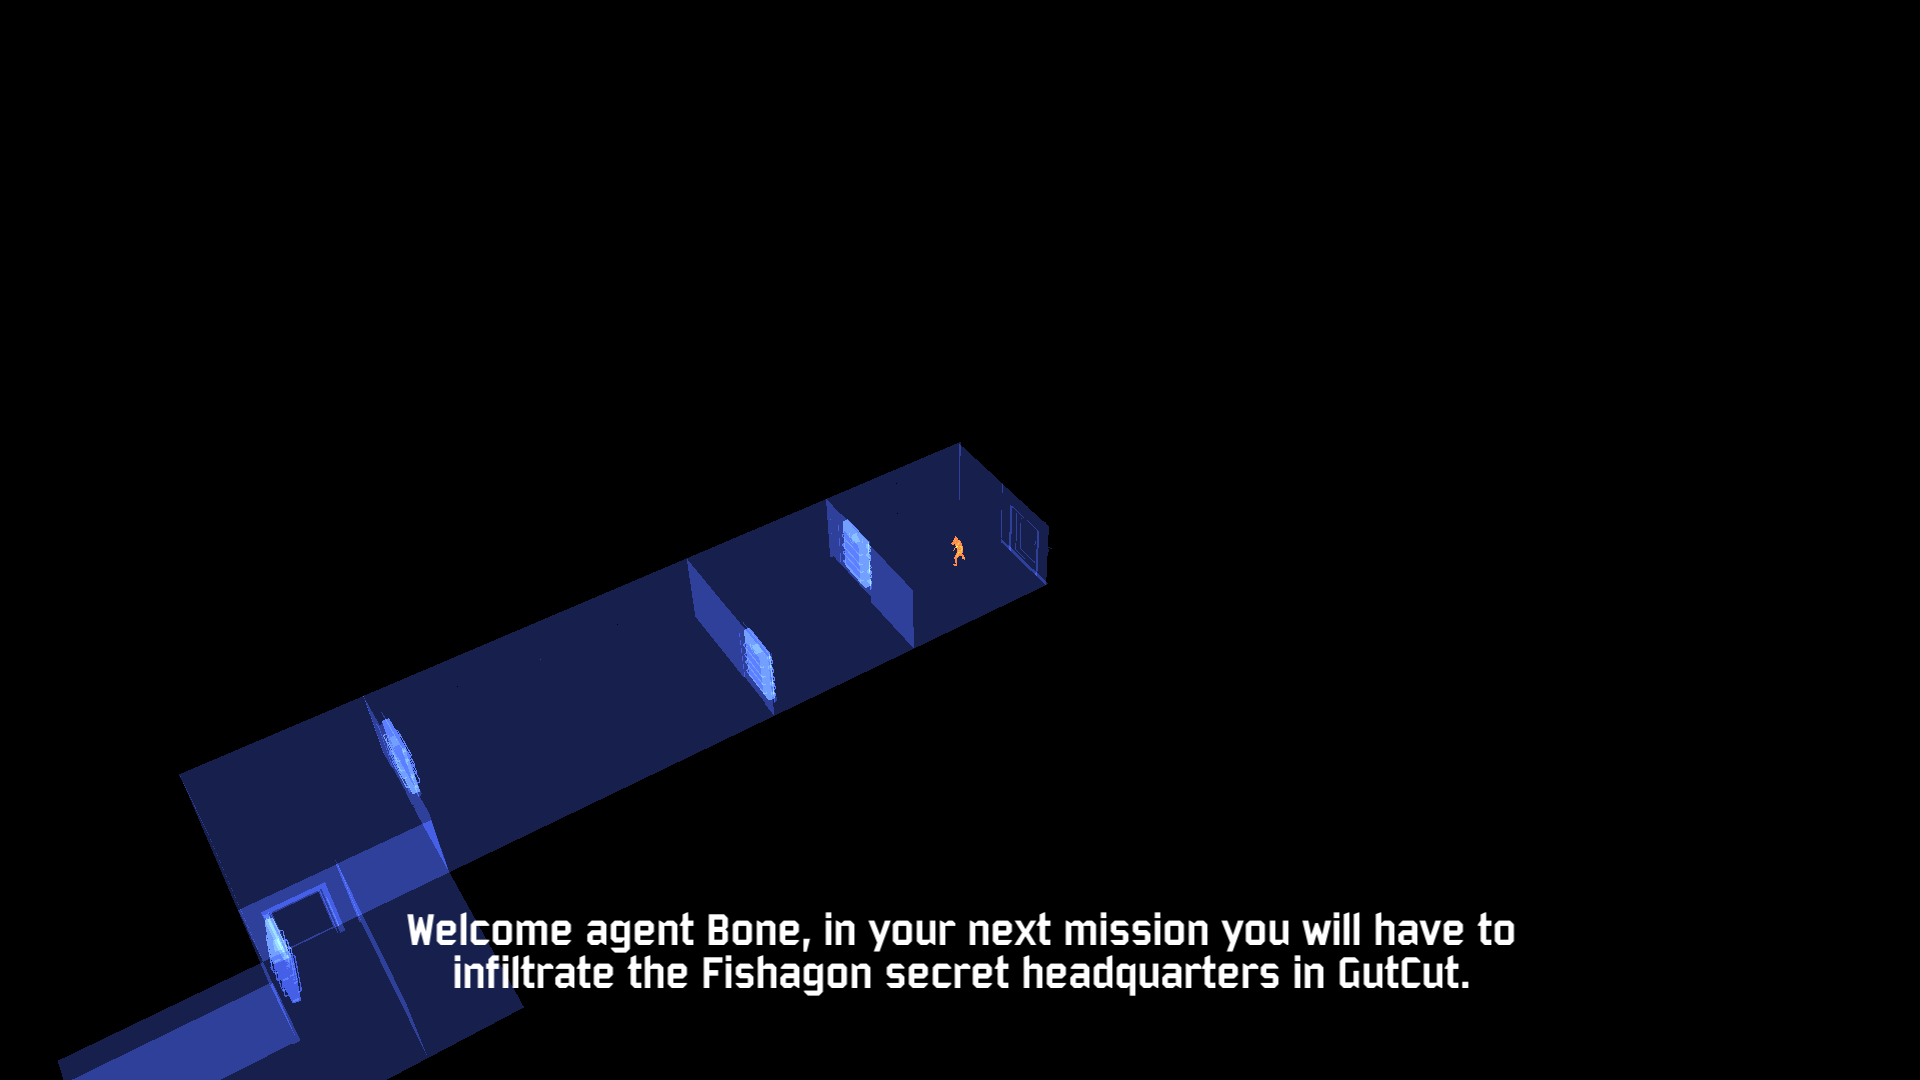 Welcome agent Bone, in your next mission you will have to
infiltrate the Fishagon secret headquarters in GutCut.